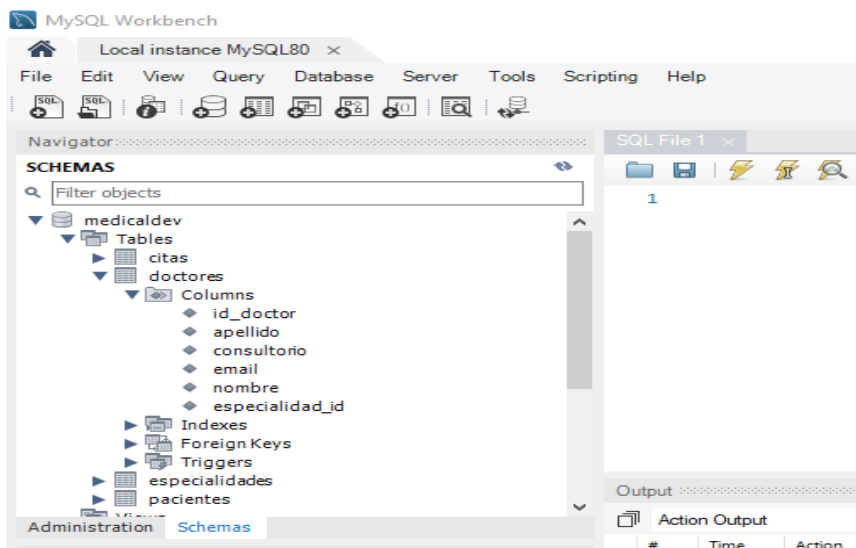 MySQL Workbench
Local instance MySQL80 ×
File Edit View Query Database Server Tools Scripting Help
Navigator
SQL File 1 ×
SCHEMAS
Filter objects
1
medicaldev
Tables
citas
doctores
Columns
id_doctor
apellido
consultorio
email
nombre
especialidad_id
Indexes
Foreign Keys
Triggers
especialidades
pacientes
Views
Administration Schemas
Output
Action Output
# Time Action